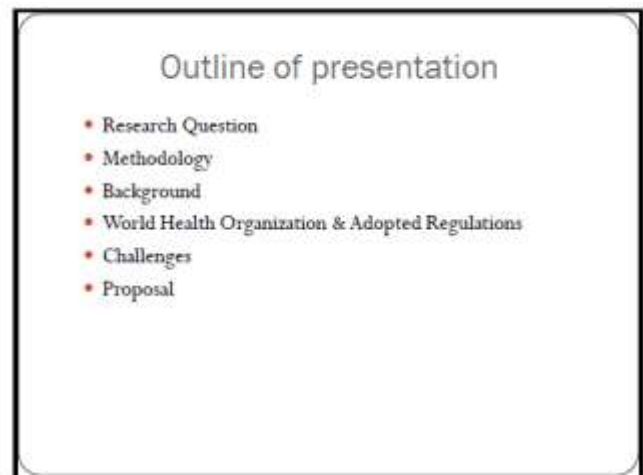 Outline of presentation
• Research Question
• Methodology
• Background
• World Health Organization & Adopted Regulations
• Challenges
• Proposal